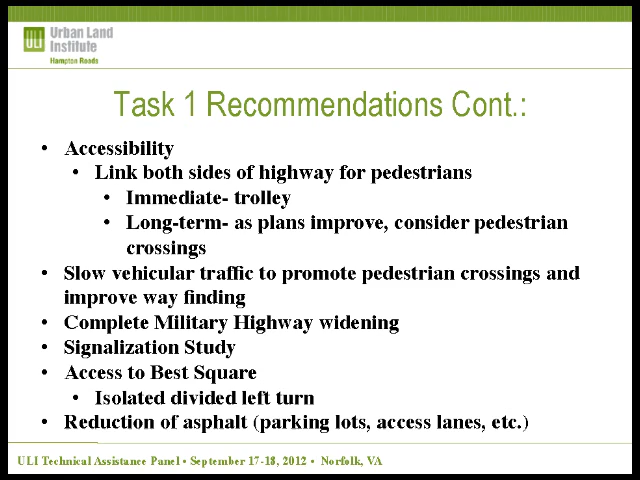 ULI Urban Land
Institute
Hampton Roads
Task 1 Recommendations Cont.:
• Accessibility
• Link both sides of highway for pedestrians
• Immediate- trolley
• Long-term- as plans improve, consider pedestrian
crossings
• Slow vehicular traffic to promote pedestrian crossings and
improve way finding
• Complete Military Highway widening
• Signalization Study
• Access to Best Square
• Isolated divided left turn
• Reduction of asphalt (parking lots, access lanes, etc.)
ULI Technical Assistance Panel • September 17-18, 2012 • Norfolk, VA